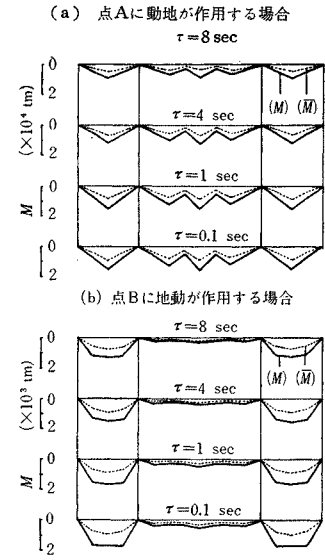 (a) 点Aに動地が作用する場合
τ=8 sec
0
2
(M) (M̄)
τ=4 sec
0
2
(×10⁴ tm)
τ=1 sec
0
2
M
τ=0.1 sec
0
2
(b) 点Bに地動が作用する場合
τ=8 sec
0
2
(M) (M̄)
τ=4 sec
0
2
(×10³ tm)
τ=1 sec
0
2
M
τ=0.1 sec
0
2